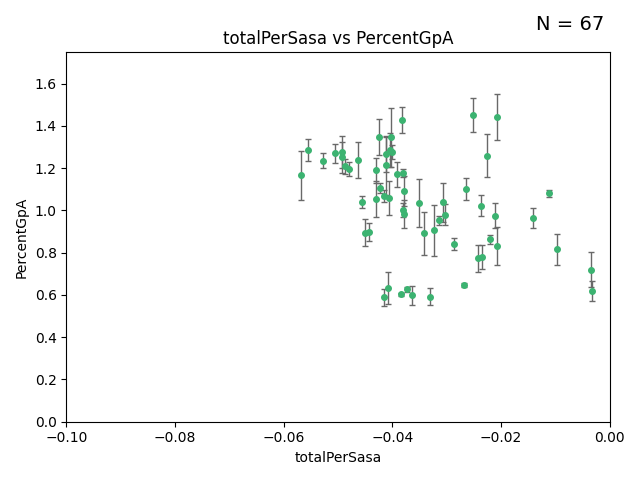 N = 67
totalPerSasa vs PercentGpA
PercentGpA
1.6
1.4
1.2
1.0
0.8
0.6
0.4
0.2
0.0
−0.10 −0.08 −0.06 −0.04 −0.02 0.00
totalPerSasa